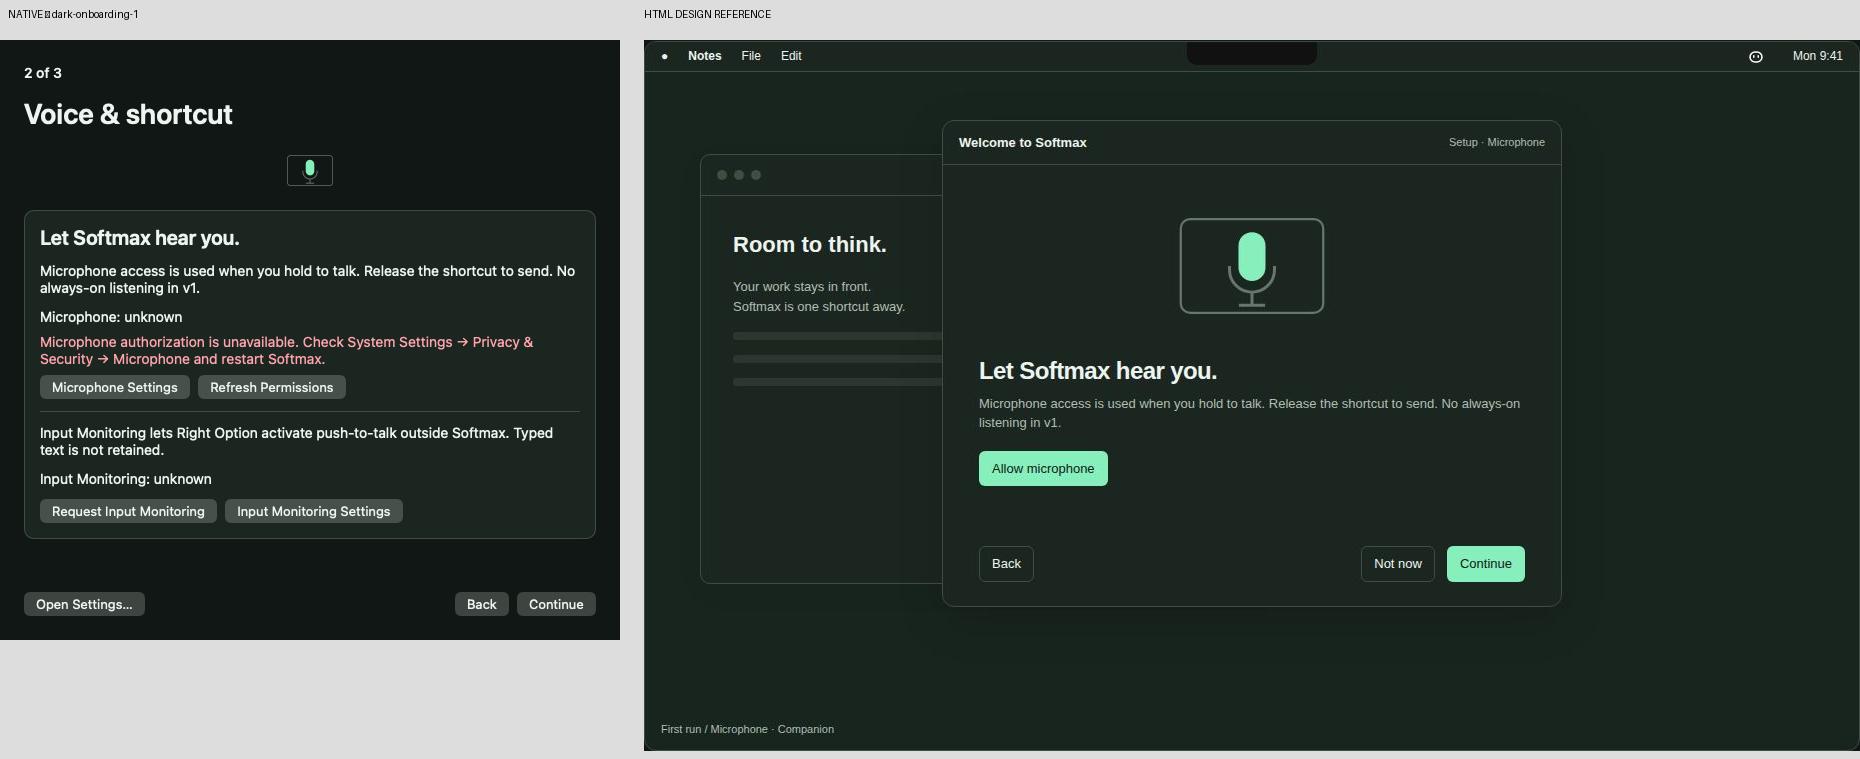 NATIVE dark-onboarding-1
2 of 3
Voice & shortcut
Let Softmax hear you.
Microphone access is used when you hold to talk. Release the shortcut to send. No
always-on listening in v1.
Microphone: unknown
Microphone authorization is unavailable. Check System Settings → Privacy &
Security → Microphone and restart Softmax.
Microphone Settings Refresh Permissions
Input Monitoring lets Right Option activate push-to-talk outside Softmax. Typed
text is not retained.
Input Monitoring: unknown
Request Input Monitoring Input Monitoring Settings
Open Settings... Back Continue
HTML DESIGN REFERENCE
Notes File Edit Mon 9:41
Room to think.
Your work stays in front.
Softmax is one shortcut away.
Welcome to Softmax Setup · Microphone
Let Softmax hear you.
Microphone access is used when you hold to talk. Release the shortcut to send. No always-on
listening in v1.
Allow microphone
Back Not now Continue
First run / Microphone · Companion